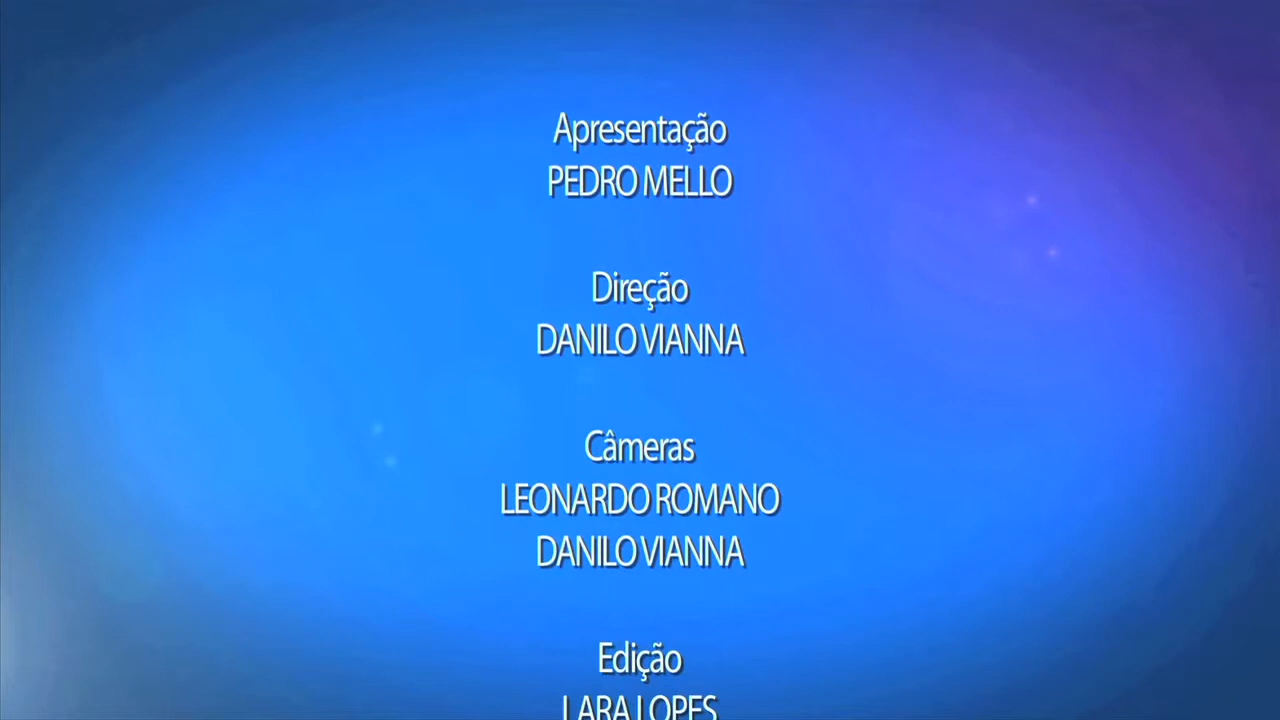 Apresentação
PEDRO MELLO
Direção
DANILO VIANNA
Câmeras
LEONARDO ROMANO
DANILO VIANNA
Edição
LARA LOPES